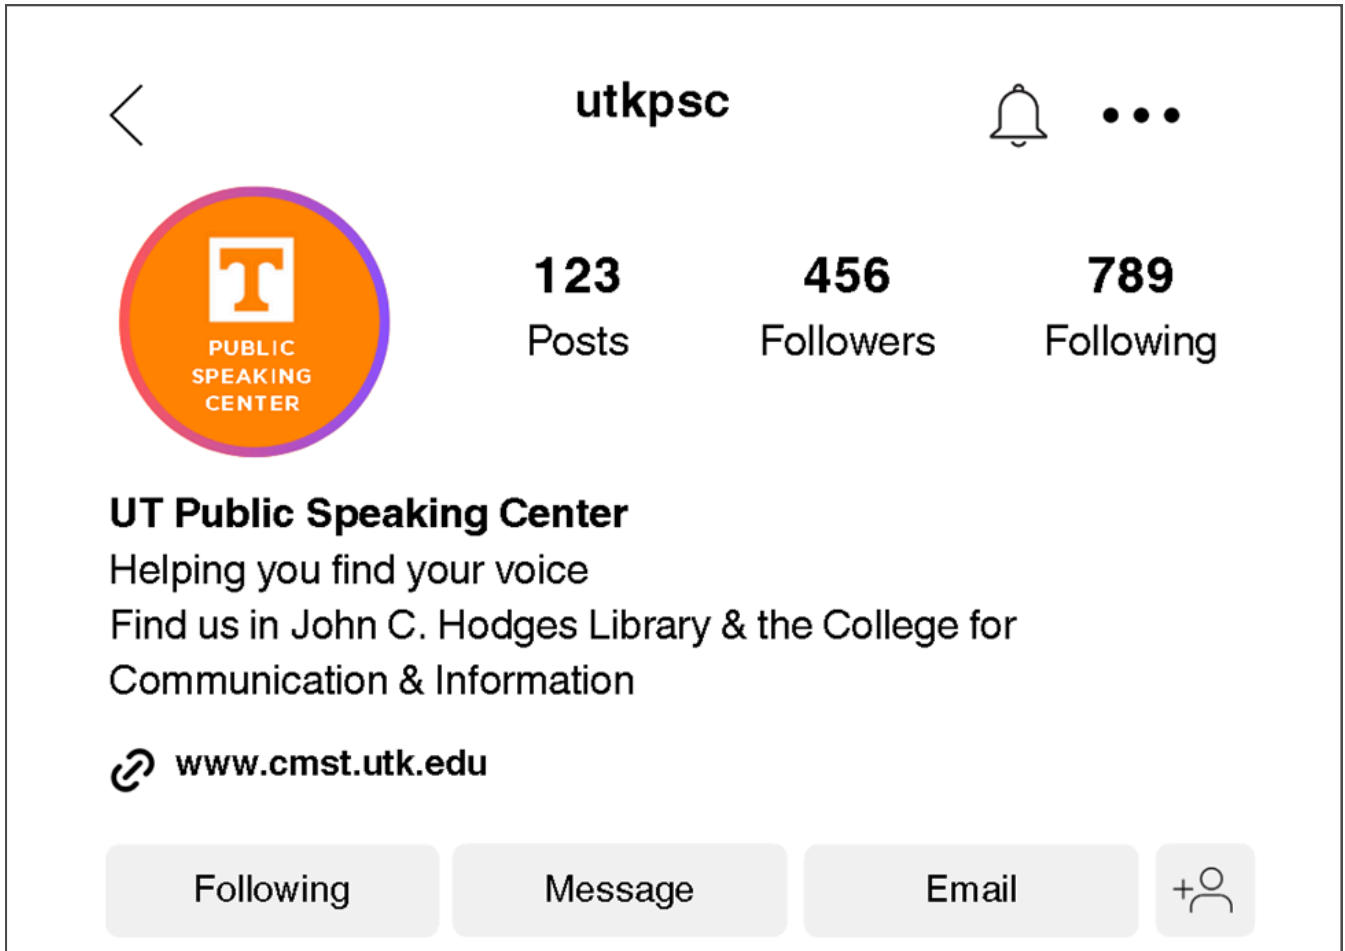 utkpsc
T
PUBLIC
SPEAKING
CENTER
123 456 789
Posts Followers Following
UT Public Speaking Center
Helping you find your voice
Find us in John C. Hodges Library & the College for
Communication & Information
www.cmst.utk.edu
Following Message Email